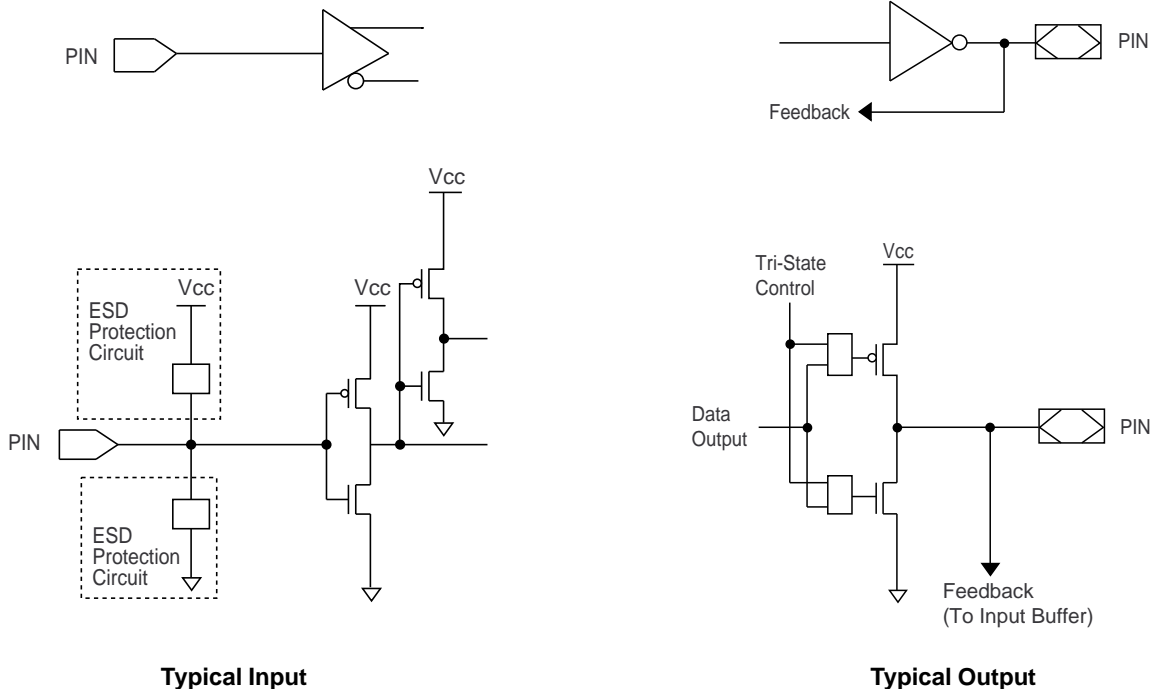 PIN
PIN
Feedback
Vcc
Vcc
Vcc
ESD
Protection
Circuit
PIN
ESD
Protection
Circuit
Typical Input
Tri-State
Control
Vcc
Data
Output
PIN
Feedback
(To Input Buffer)
Typical Output